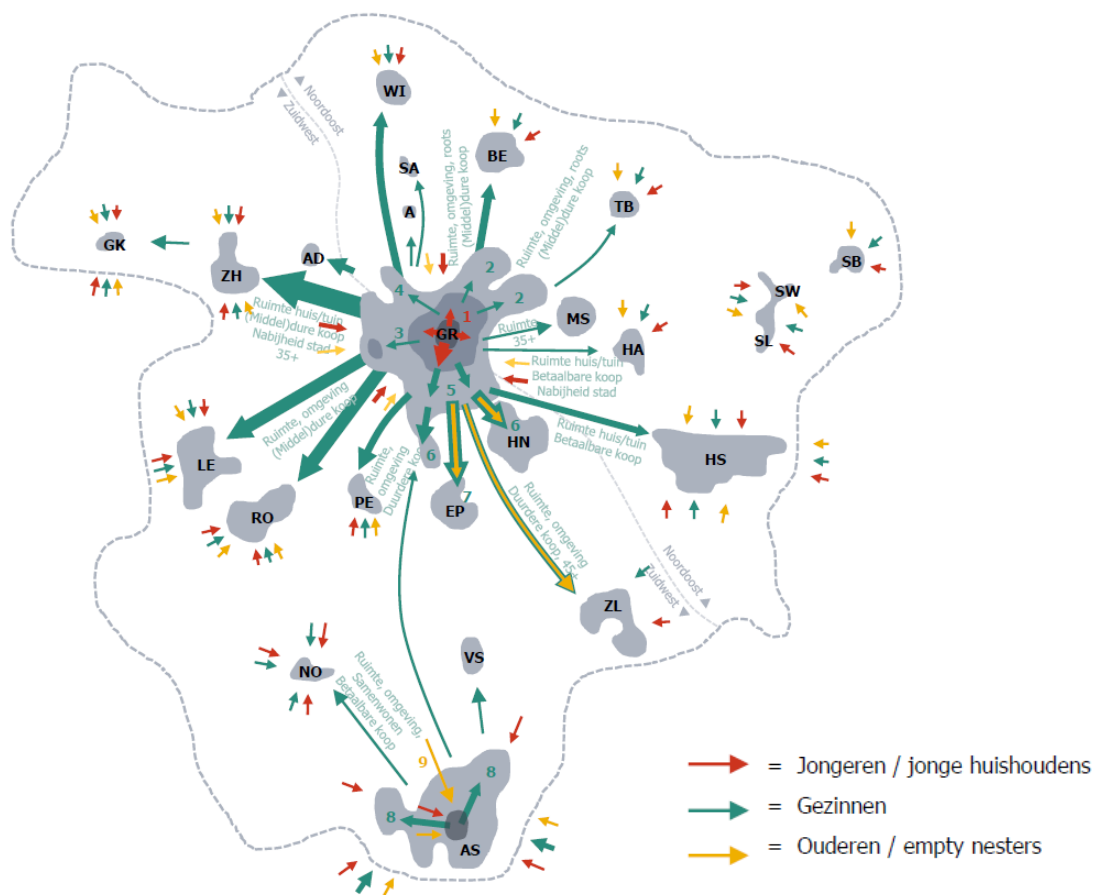 WI
Noordoost
Zuidwest
SA
A
BE
Ruimte, omgeving, roots
(Middel)dure koop
Ruimte, omgeving, roots
(Middel)dure koop
TB
GK
ZH
AD
SB
SW
SL
2
2
4
1
3
GR
MS
Ruimte
35+
HA
Ruimte huis/tuin
(Middel)dure koop
Nabijheid stad
35+
Ruimte huis/tuin
Betaalbare koop
Nabijheid stad
5
6
HN
6
Ruimte huis/tuin
Betaalbare koop
HS
Ruimte, omgeving
(Middel)dure koop
LE
RO
PE
Ruimte,
omgeving
Duurdere koop
7
EP
Ruimte, omgeving
Duurdere koop, 45+
Noordoost
Zuidwest
ZL
NO
VS
Ruimte, omgeving,
Samenwonen
Betaalbare koop
9
8
8
AS
= Jongeren / jonge huishoudens
= Gezinnen
= Ouderen / empty nesters